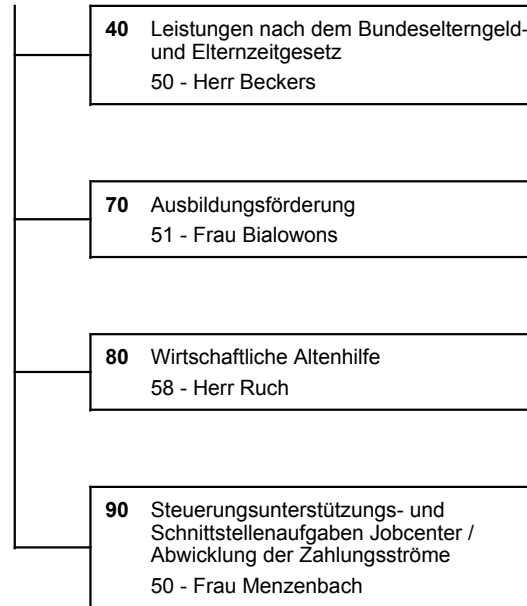 40 Leistungen nach dem Bundeselterngeld-
und Elternzeitgesetz
50 - Herr Beckers
70 Ausbildungsförderung
51 - Frau Bialowons
80 Wirtschaftliche Altenhilfe
58 - Herr Ruch
90 Steuerungsunterstützungs- und
Schnittstellenaufgaben Jobcenter /
Abwicklung der Zahlungsströme
50 - Frau Menzenbach